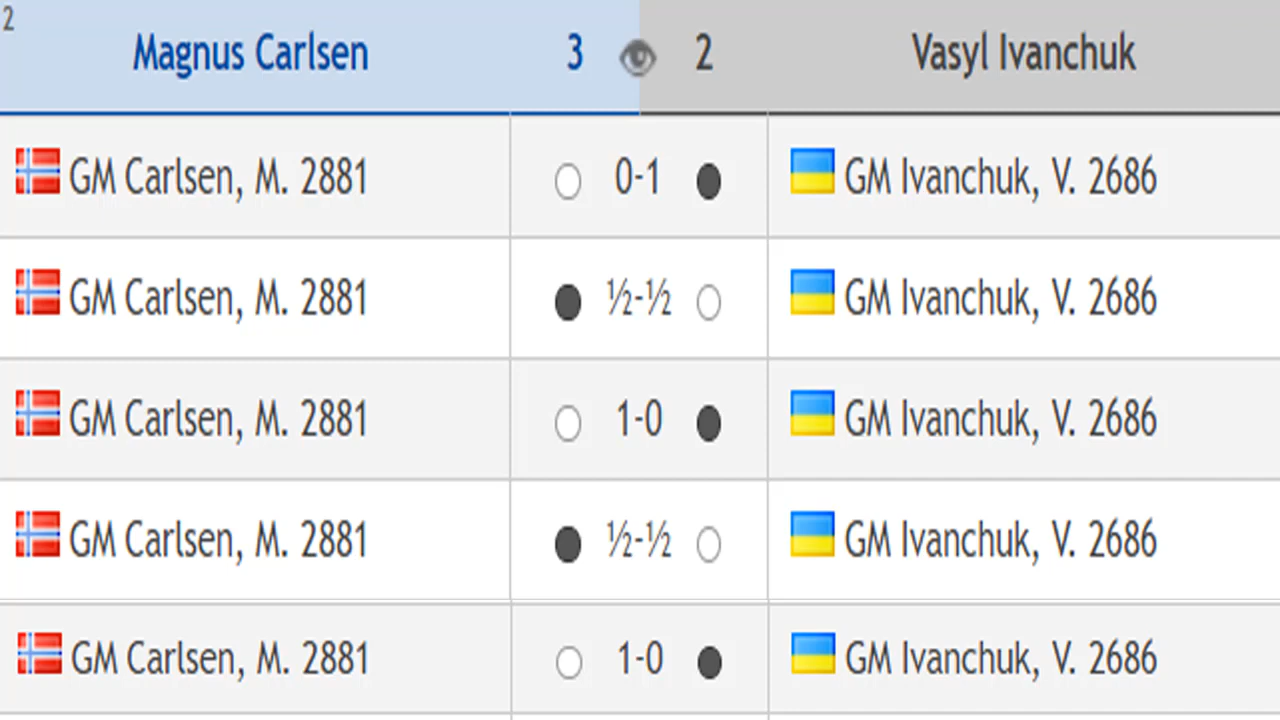 2
Magnus Carlsen 3 2 Vasyl Ivanchuk
GM Carlsen, M. 2881 0-1 GM Ivanchuk, V. 2686
GM Carlsen, M. 2881 ½-½ GM Ivanchuk, V. 2686
GM Carlsen, M. 2881 1-0 GM Ivanchuk, V. 2686
GM Carlsen, M. 2881 ½-½ GM Ivanchuk, V. 2686
GM Carlsen, M. 2881 1-0 GM Ivanchuk, V. 2686